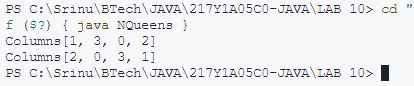 PS C:\Srinu\BTech\JAVA\217Y1A05C0-JAVA\LAB 10> cd "
f ($?) { java NQueens }
Columns[1, 3, 0, 2]
Columns[2, 0, 3, 1]
PS C:\Srinu\BTech\JAVA\217Y1A05C0-JAVA\LAB 10>